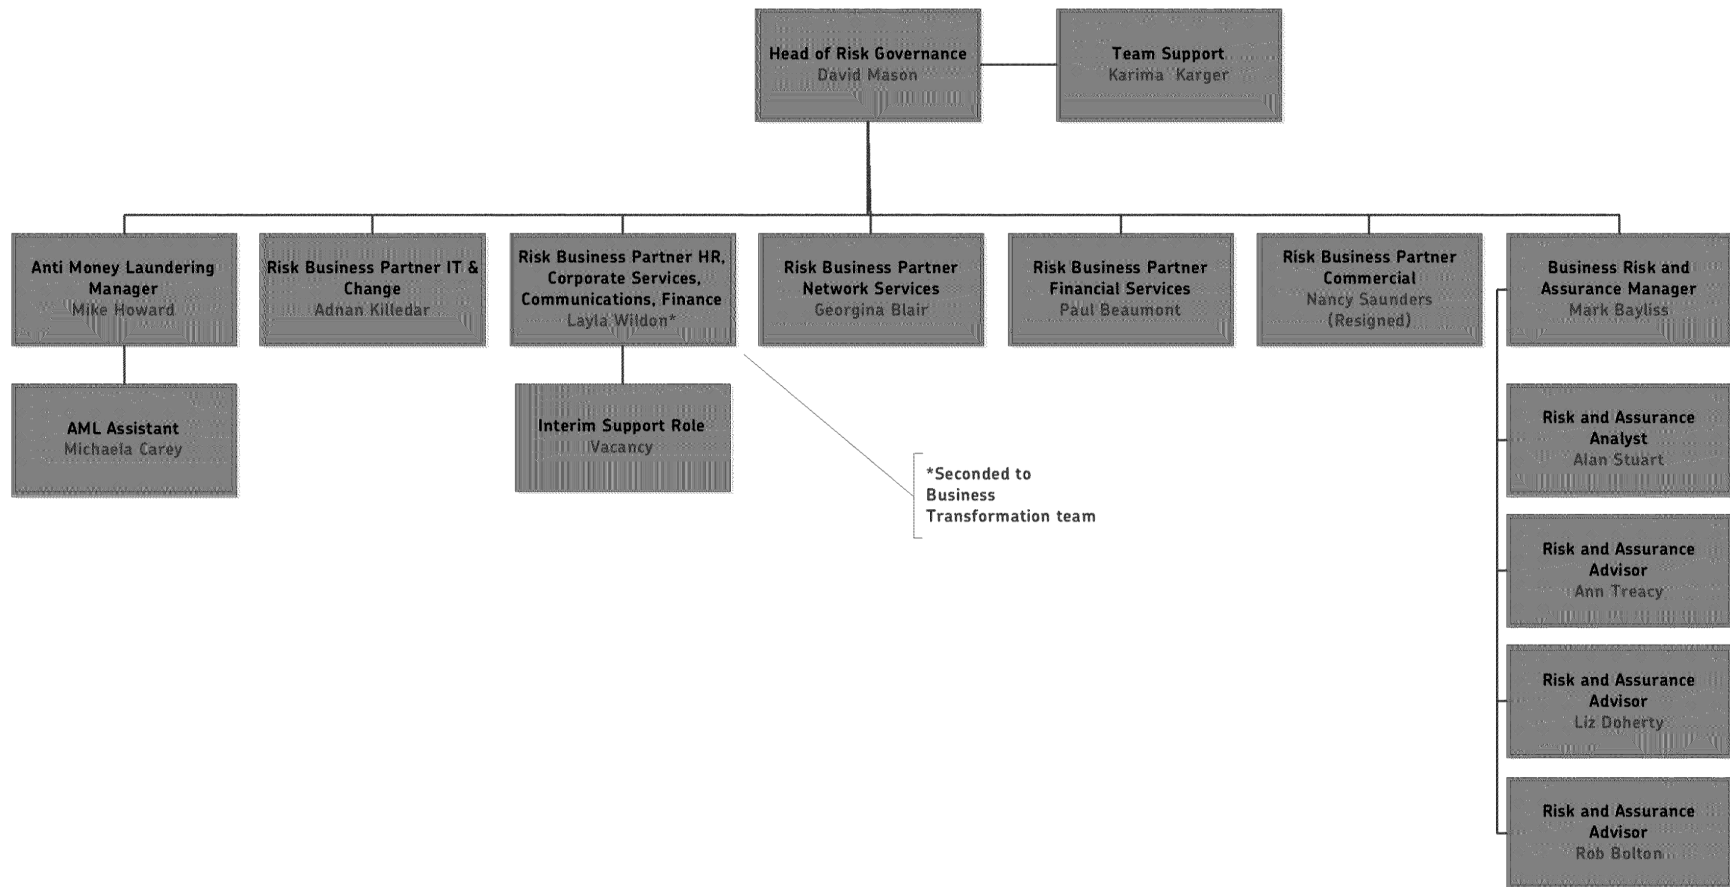 Head of Risk Governance
David Mason
Team Support
Karima Karger
Anti Money Laundering
Manager
Mike Howard
Risk Business Partner IT &
Change
Adnan Killedar
Risk Business Partner HR,
Corporate Services,
Communications, Finance
Layla Wildon*
Risk Business Partner
Network Services
Georgina Blair
Risk Business Partner
Financial Services
Paul Beaumont
Risk Business Partner
Commercial
Nancy Saunders
(Resigned)
Business Risk and
Assurance Manager
Mark Bayliss
AML Assistant
Michaela Carey
Interim Support Role
Vacancy
*Seconded to
Business
Transformation team
Risk and Assurance
Analyst
Alan Stuart
Risk and Assurance
Advisor
Ann Treacy
Risk and Assurance
Advisor
Liz Doherty
Risk and Assurance
Advisor
Rob Bolton